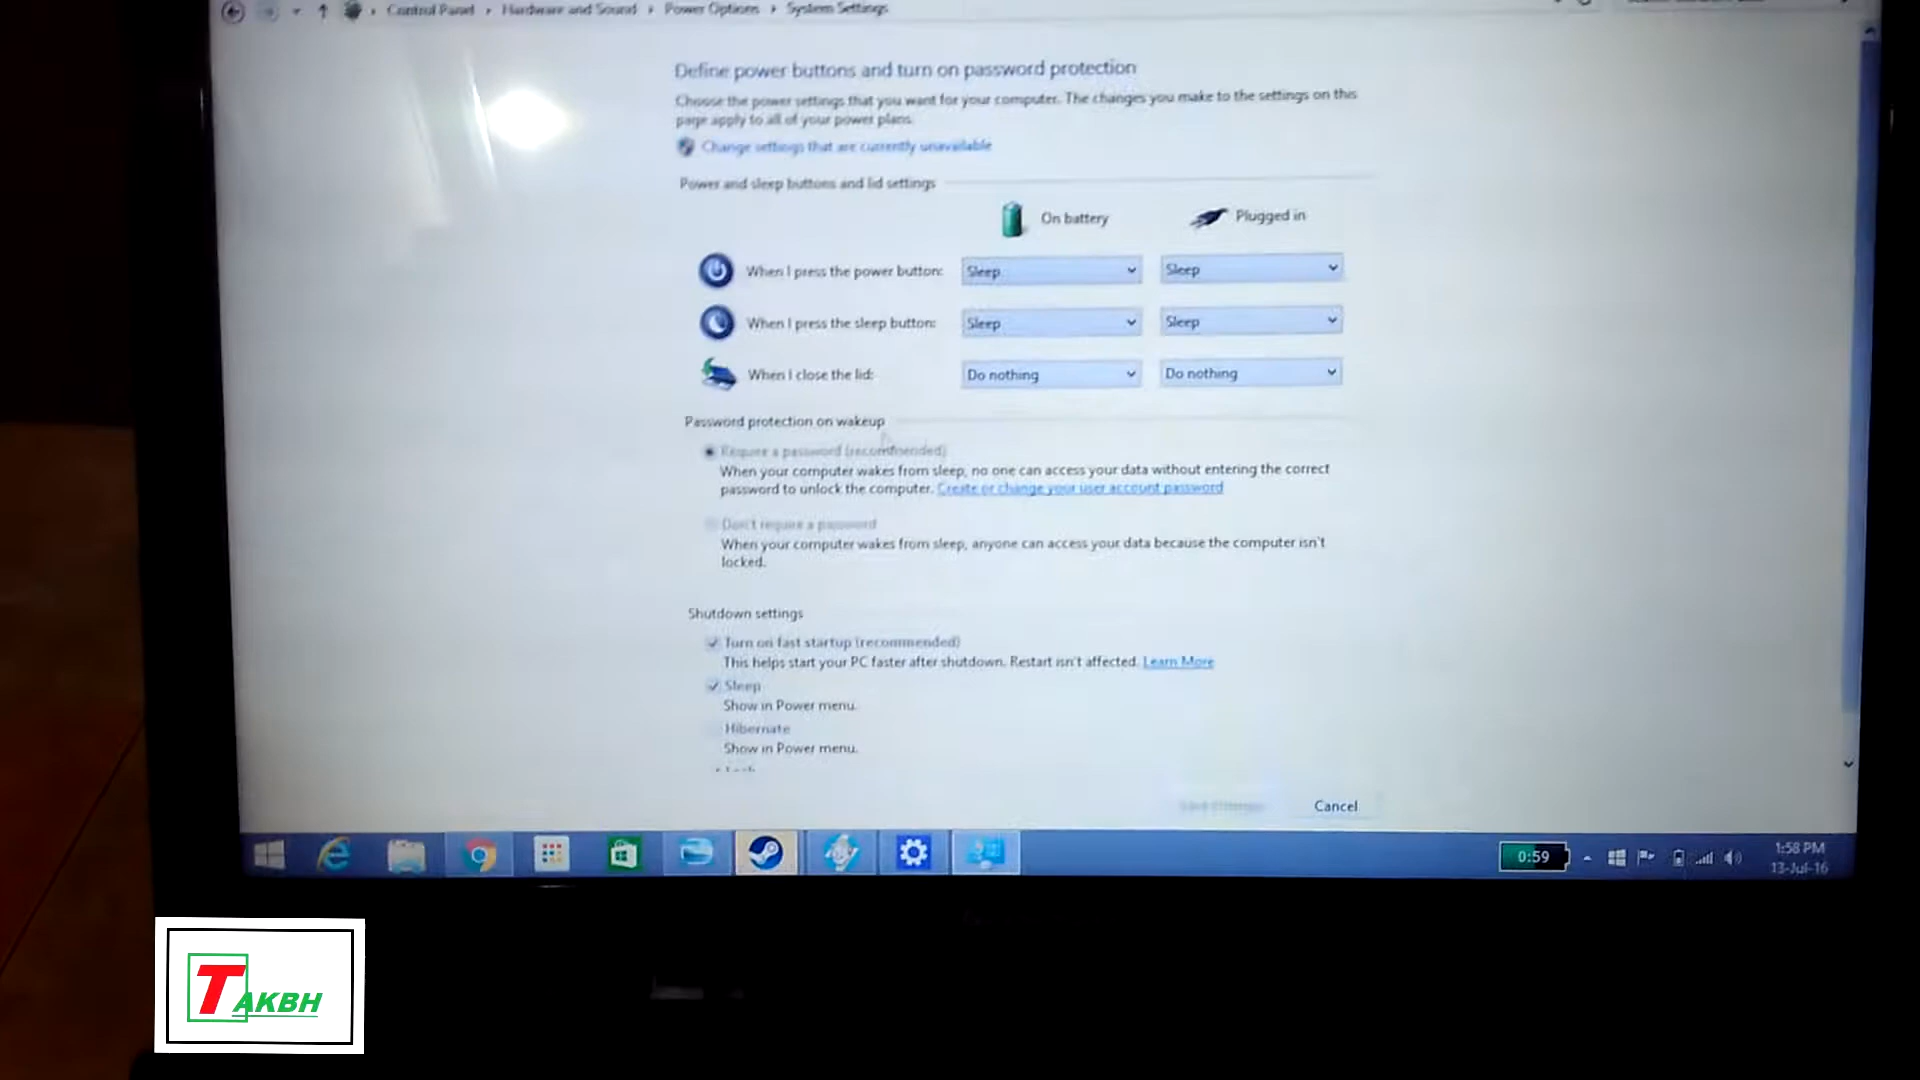 Control Panel › Hardware and Sound › Power Options › System Settings
Define power buttons and turn on password protection
Choose the power settings that you want for your computer. The changes you make to the settings on this
page apply to all of your power plans.
Change settings that are currently unavailable
Power and sleep buttons and lid settings
On battery
Plugged in
When I press the power button:
Sleep
Sleep
When I press the sleep button:
Sleep
Sleep
When I close the lid:
Do nothing
Do nothing
Password protection on wakeup
Require a password (recommended)
When your computer wakes from sleep, no one can access your data without entering the correct
password to unlock the computer. Create or change your user account password
Don't require a password
When your computer wakes from sleep, anyone can access your data because the computer isn't
locked.
Shutdown settings
Turn on fast startup (recommended)
This helps start your PC faster after shutdown. Restart isn't affected. Learn More
Sleep
Show in Power menu.
Hibernate
Show in Power menu.
Cancel
0:59
1:58 PM
13-Jul-16
TAKBH